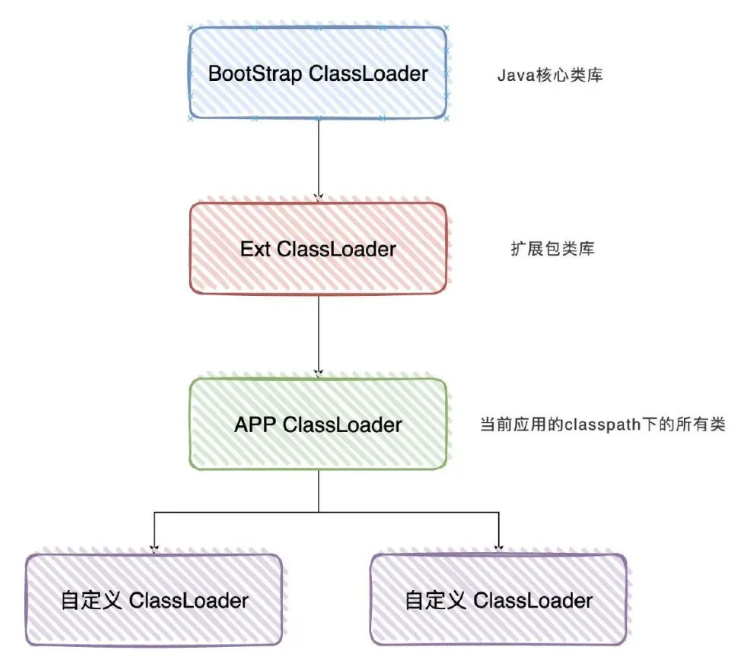 BootStrap ClassLoader
Java核心类库
Ext ClassLoader
扩展包类库
APP ClassLoader
当前应用的classpath下的所有类
自定义 ClassLoader
自定义 ClassLoader